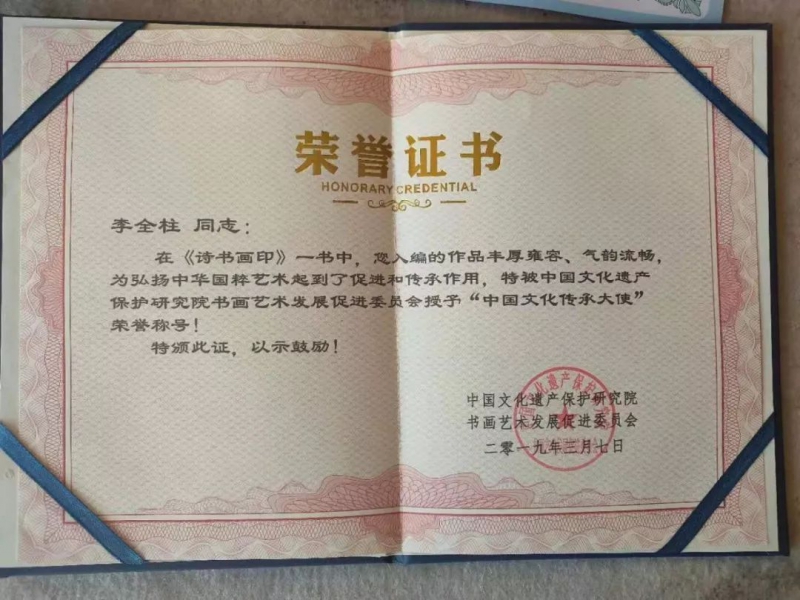 荣誉证书
HONORARY CREDENTIAL
李全柱 同志：
在《诗书画印》一书中，您入编的作品丰厚雍容、气韵流畅，
为弘扬中华国粹艺术起到了促进和传承作用，特被中国文化遗产
保护研究院书画艺术发展促进委员会授予“中国文化传承大使”
荣誉称号！
特颁此证，以示鼓励！
中国文化遗产保护研究院
书画艺术发展促进委员会
二零一九年三月七日